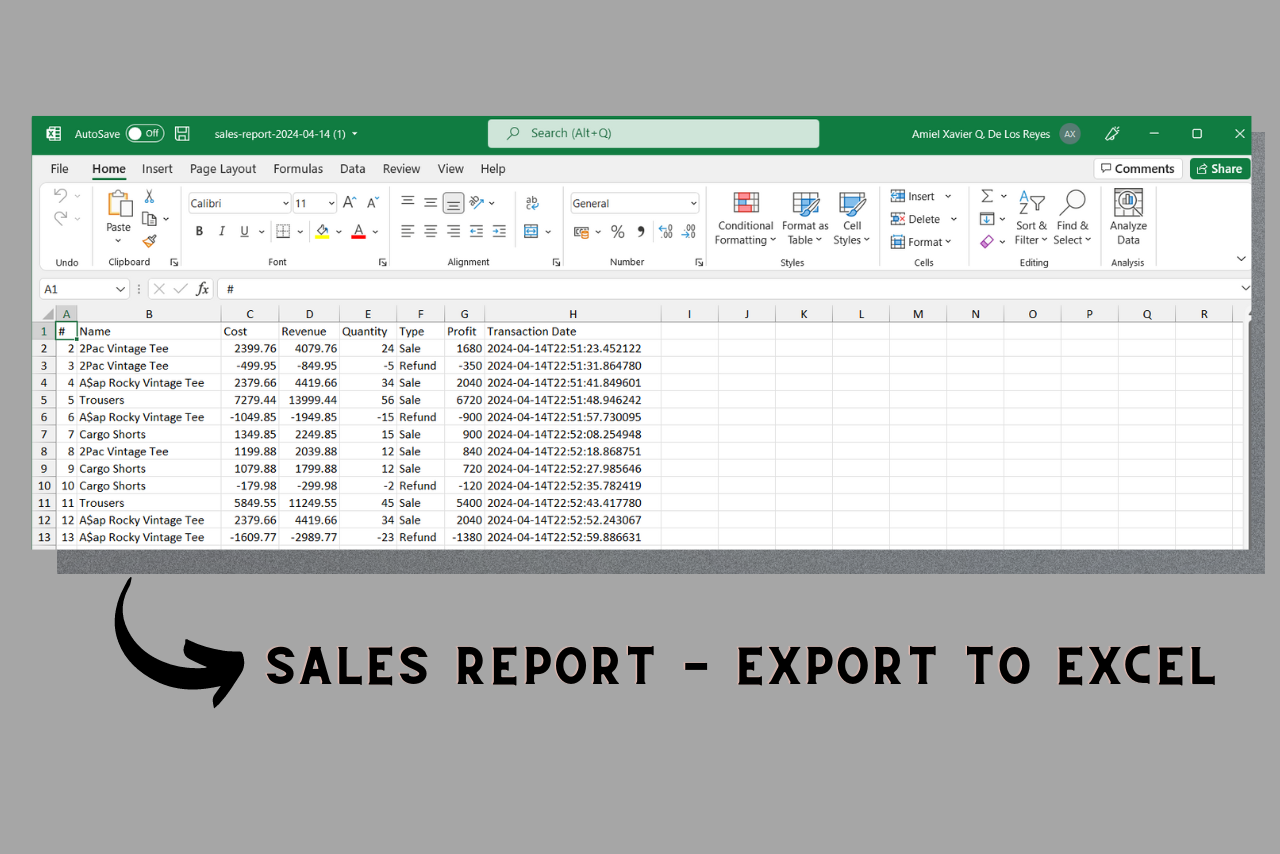 AutoSave Off sales-report-2024-04-14 (1) Search (Alt+Q) Amiel Xavier Q. De Los Reyes AX
File Home Insert Page Layout Formulas Data Review View Help Comments Share
Calibri 11 A^ A˅ ab General Insert Σ A Z
Paste B I U A % , Conditional Formatting Format as Table Cell Styles Delete Sort & Filter Find & Select Analyze Data
Format
Undo Clipboard Font Alignment Number Styles Cells Editing Analysis
A1 fx #
A B C D E F G H I J K L M N O P Q R
1 # Name Cost Revenue Quantity Type Profit Transaction Date
2 2 2Pac Vintage Tee 2399.76 4079.76 24 Sale 1680 2024-04-14T22:51:23.452122
3 3 2Pac Vintage Tee -499.95 -849.95 -5 Refund -350 2024-04-14T22:51:31.864780
4 4 A$ap Rocky Vintage Tee 2379.66 4419.66 34 Sale 2040 2024-04-14T22:51:41.849601
5 5 Trousers 7279.44 13999.44 56 Sale 6720 2024-04-14T22:51:48.946242
6 6 A$ap Rocky Vintage Tee -1049.85 -1949.85 -15 Refund -900 2024-04-14T22:51:57.730095
7 7 Cargo Shorts 1349.85 2249.85 15 Sale 900 2024-04-14T22:52:08.254948
8 8 2Pac Vintage Tee 1199.88 2039.88 12 Sale 840 2024-04-14T22:52:18.868751
9 9 Cargo Shorts 1079.88 1799.88 12 Sale 720 2024-04-14T22:52:27.985646
10 10 Cargo Shorts -179.98 -299.98 -2 Refund -120 2024-04-14T22:52:35.782419
11 11 Trousers 5849.55 11249.55 45 Sale 5400 2024-04-14T22:52:43.417780
12 12 A$ap Rocky Vintage Tee 2379.66 4419.66 34 Sale 2040 2024-04-14T22:52:52.243067
13 13 A$ap Rocky Vintage Tee -1609.77 -2989.77 -23 Refund -1380 2024-04-14T22:52:59.886631
SALES REPORT - EXPORT TO EXCEL